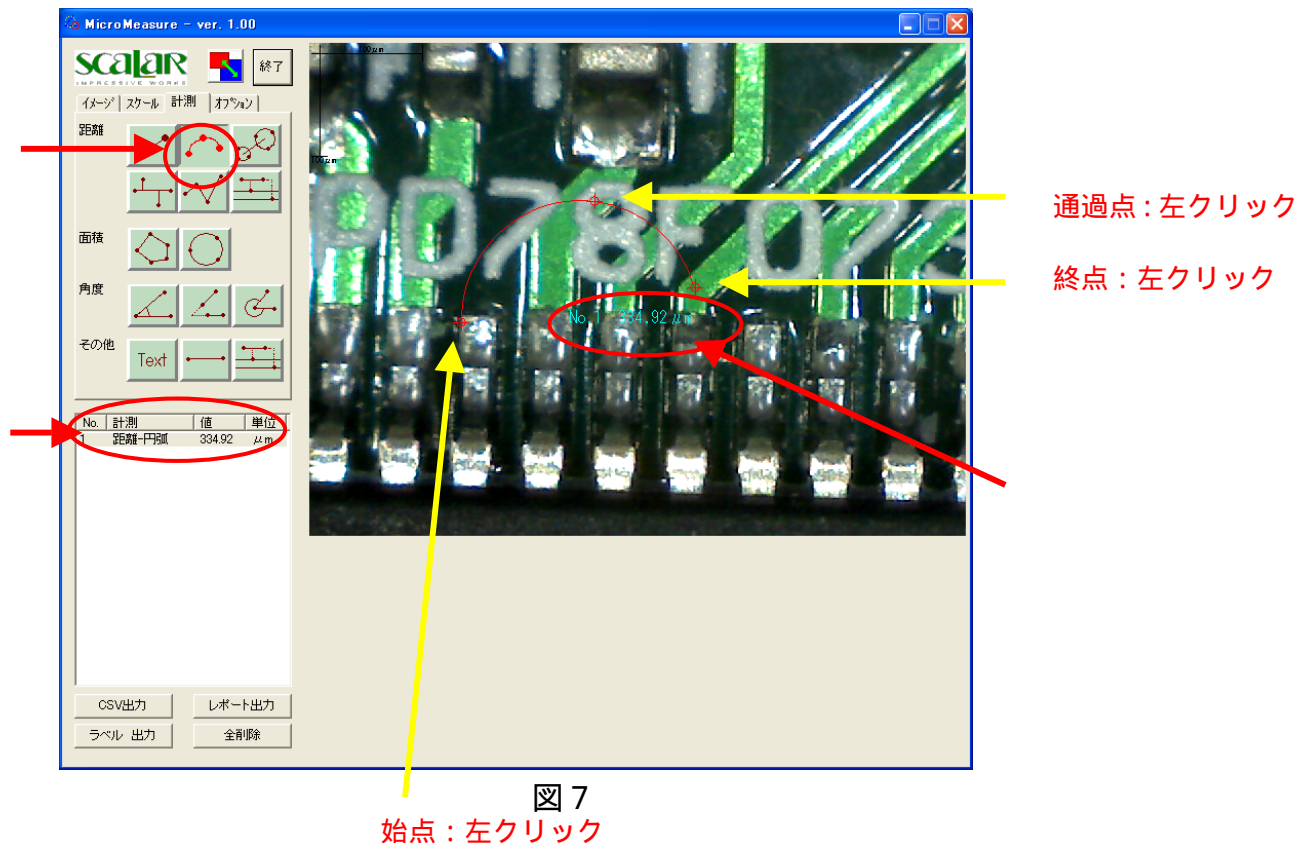 MicroMeasure - ver. 1.00
scalar
IMPRESSIVE WORKS
終了
イメージ スケール 計測 オプション
距離
面積
角度
その他
Text
No. 計測 値 単位
1 距離-円弧 334.92 μm
CSV出力 レポート出力
ラベル 出力 全削除
100μm
100μm
PD78F02
No.1 334.92μm
通過点:左クリック
終点:左クリック
図7
始点:左クリック